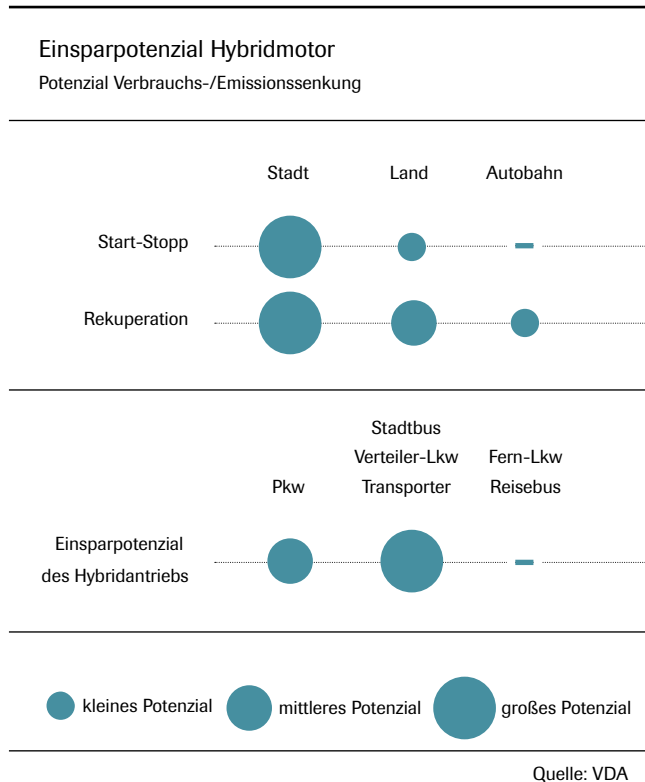 Einsparpotenzial Hybridmotor
Potenzial Verbrauchs-/Emissionssenkung
Stadt Land Autobahn
Start-Stopp
Rekuperation
Stadtbus
Verteiler-Lkw Fern-Lkw
Pkw Transporter Reisebus
Einsparpotenzial
des Hybridantriebs
kleines Potenzial mittleres Potenzial großes Potenzial
Quelle: VDA